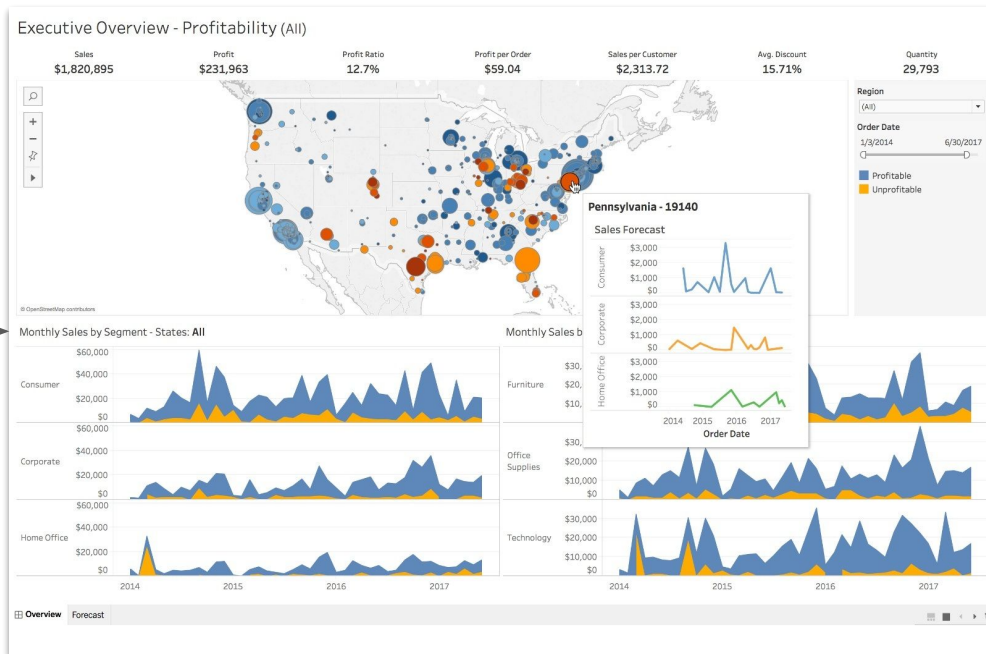 Executive Overview - Profitability (All)
Sales Profit Profit Ratio Profit per Order Sales per Customer Avg. Discount Quantity
$1,820,895 $231,963 12.7% $59.04 $2,313.72 15.71% 29,793
Region
(All)
Order Date
1/3/2014 6/30/2017
Profitable
Unprofitable
Pennsylvania - 19140
Sales Forecast
Consumer
$3,000
$2,000
$1,000
$0
Corporate
$3,000
$2,000
$1,000
$0
Home Office
$3,000
$2,000
$1,000
$0
2014 2015 2016 2017
Order Date
© OpenStreetMap contributors
Monthly Sales by Segment - States: All
Consumer
$60,000
$40,000
$20,000
$0
Corporate
$60,000
$40,000
$20,000
$0
Home Office
$60,000
$40,000
$20,000
$0
2014 2015 2016 2017
Monthly Sales b
Furniture
$30,
$20,
$10,
Office
Supplies
$30,
$20,000
$10,000
$0
Technology
$30,000
$20,000
$10,000
$0
2014 2015 2016 2017
Overview Forecast